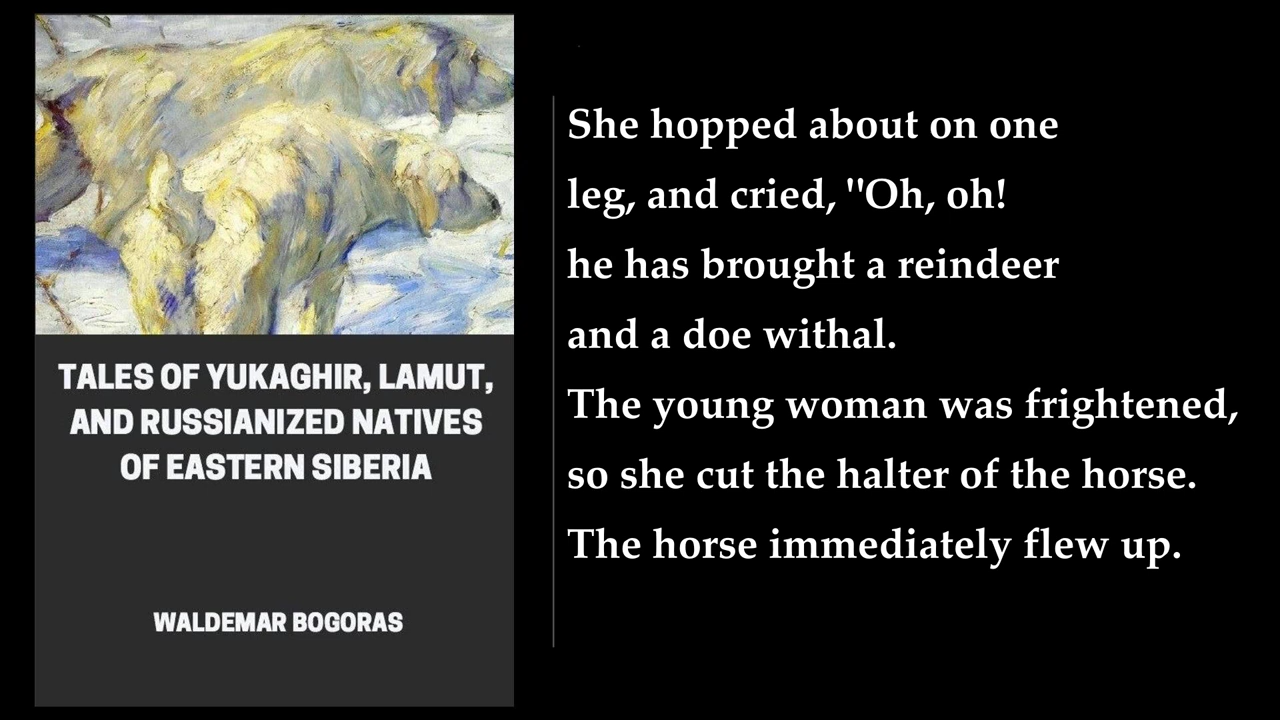 TALES OF YUKAGHIR, LAMUT,
AND RUSSIANIZED NATIVES
OF EASTERN SIBERIA
WALDEMAR BOGORAS
She hopped about on one
leg, and cried, "Oh, oh!
he has brought a reindeer
and a doe withal.
The young woman was frightened,
so she cut the halter of the horse.
The horse immediately flew up.